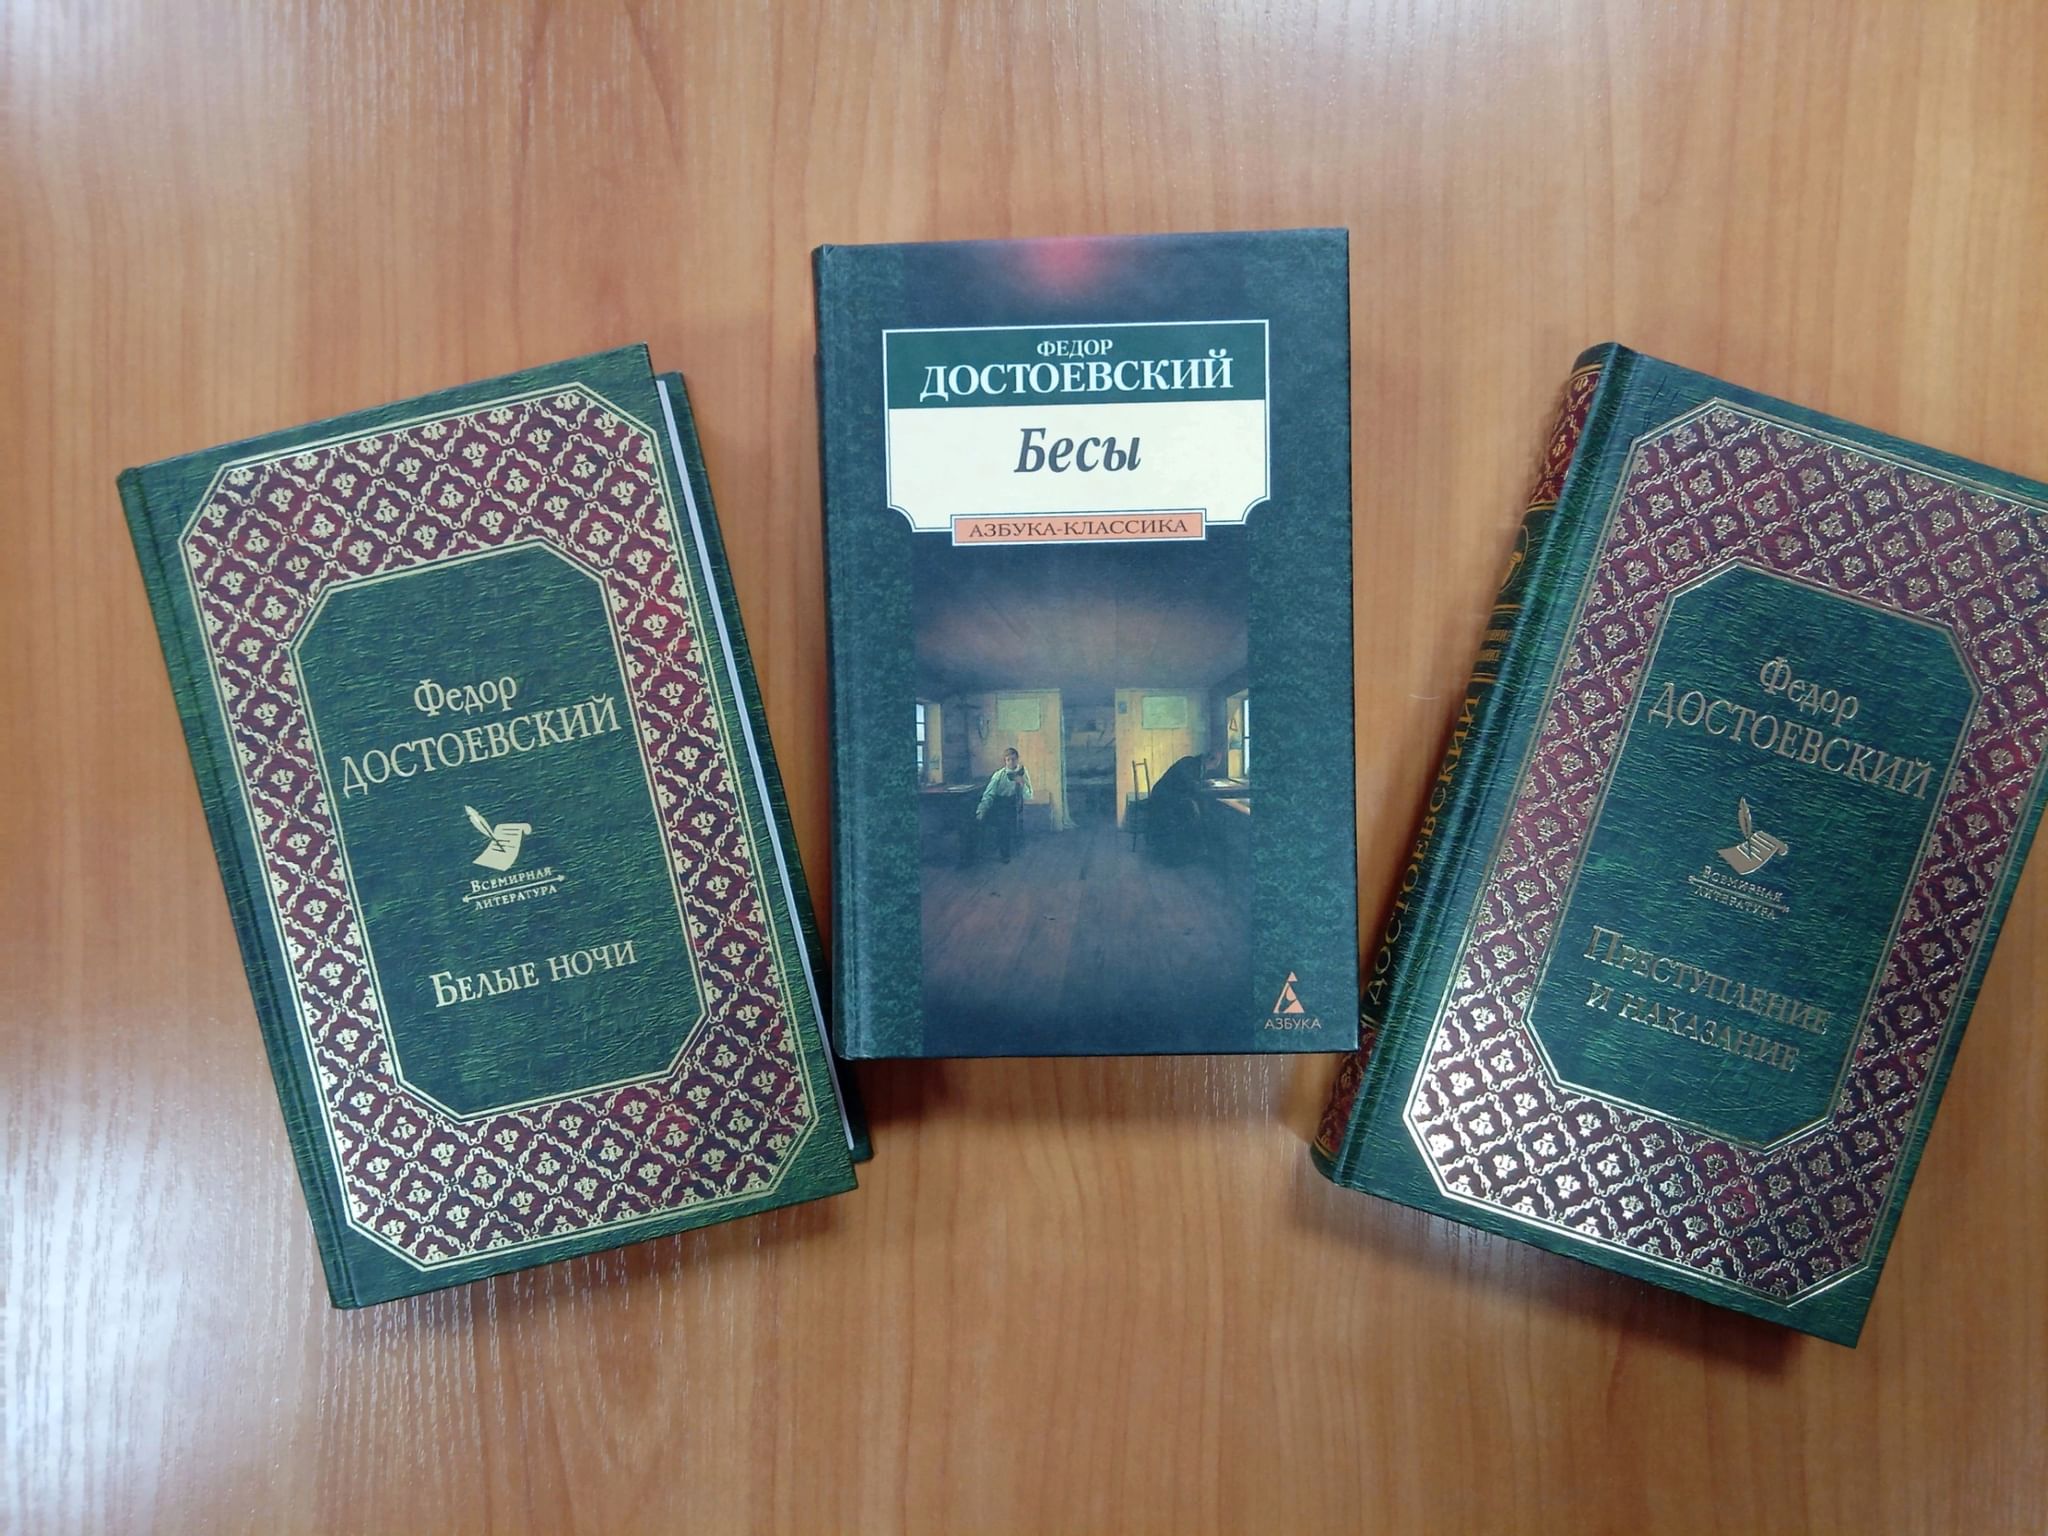 Федор
ДОСТОЕВСКИЙ
Всемирная
литература
Белые ночи
ФЕДОР
ДОСТОЕВСКИЙ
Бесы
АЗБУКА-КЛАССИКА
АЗБУКА
ДОСТОЕВСКИЙ
Федор
ДОСТОЕВСКИЙ
Всемирная
литература
Преступление
и наказание